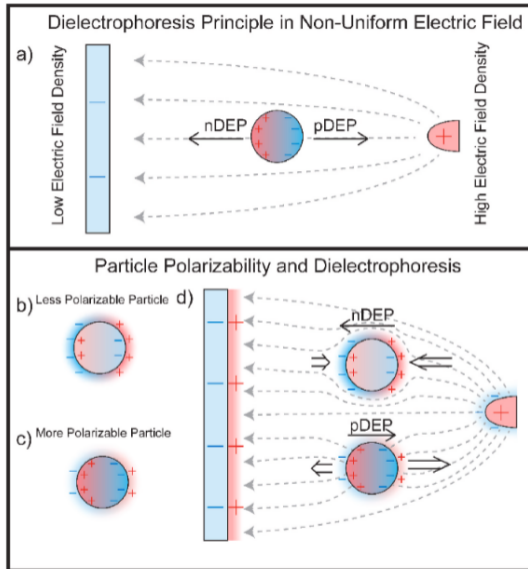 Dielectrophoresis Principle in Non-Uniform Electric Field
a)
Low Electric Field Density
nDEP
pDEP
High Electric Field
Density
Particle Polarizability and Dielectrophoresis
b) Less Polarizable Particle
c) More Polarizable Particle
d)
nDEP
pDEP